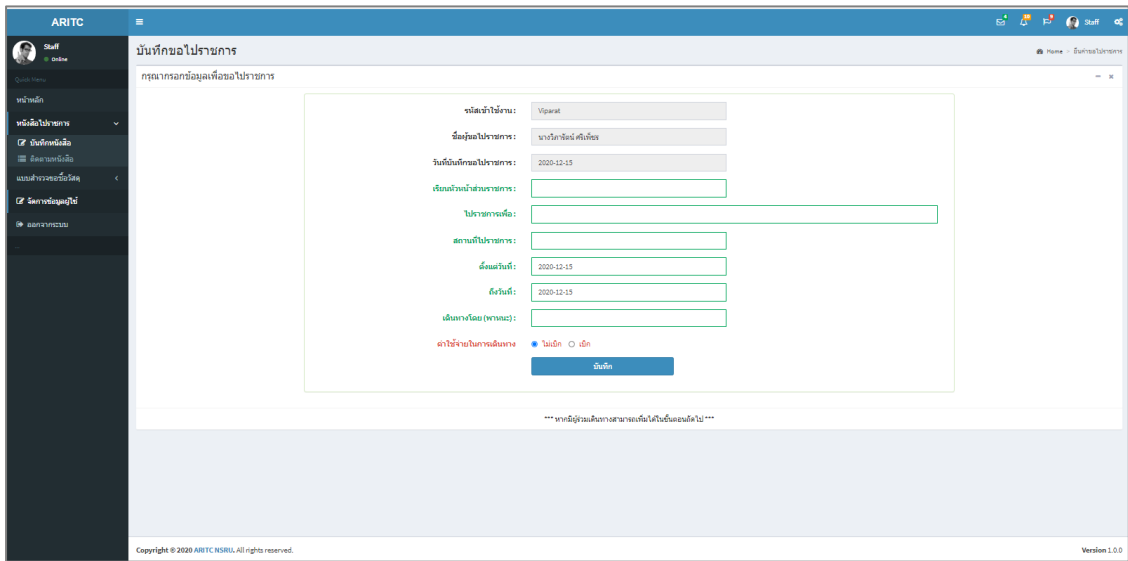 ARITC
4
10
9
Staff
Staff
Online
Quick Menu
หน้าหลัก
หนังสือไปราชการ
บันทึกหนังสือ
ติดตามหนังสือ
แบบสำรวจขอซื้อวัสดุ
จัดการข้อมูลผู้ใช้
ออกจากระบบ
...
บันทึกขอไปราชการ
Home > ยื่นคำขอไปราชการ
กรุณากรอกข้อมูลเพื่อขอไปราชการ
รหัสเข้าใช้งาน : Viparat
ชื่อผู้ขอไปราชการ : นางวิภารัตน์ ศรีเพ็ชร
วันที่บันทึกขอไปราชการ : 2020-12-15
เรียนหัวหน้าส่วนราชการ :
ไปราชการเพื่อ :
สถานที่ไปราชการ :
ตั้งแต่วันที่ : 2020-12-15
ถึงวันที่ : 2020-12-15
เดินทางโดย (พาหนะ) :
ค่าใช้จ่ายในการเดินทาง ไม่เบิก เบิก
บันทึก
*** หากมีผู้ร่วมเดินทางสามารถเพิ่มได้ในขั้นตอนถัดไป ***
Copyright © 2020 ARITC NSRU. All rights reserved.
Version 1.0.0